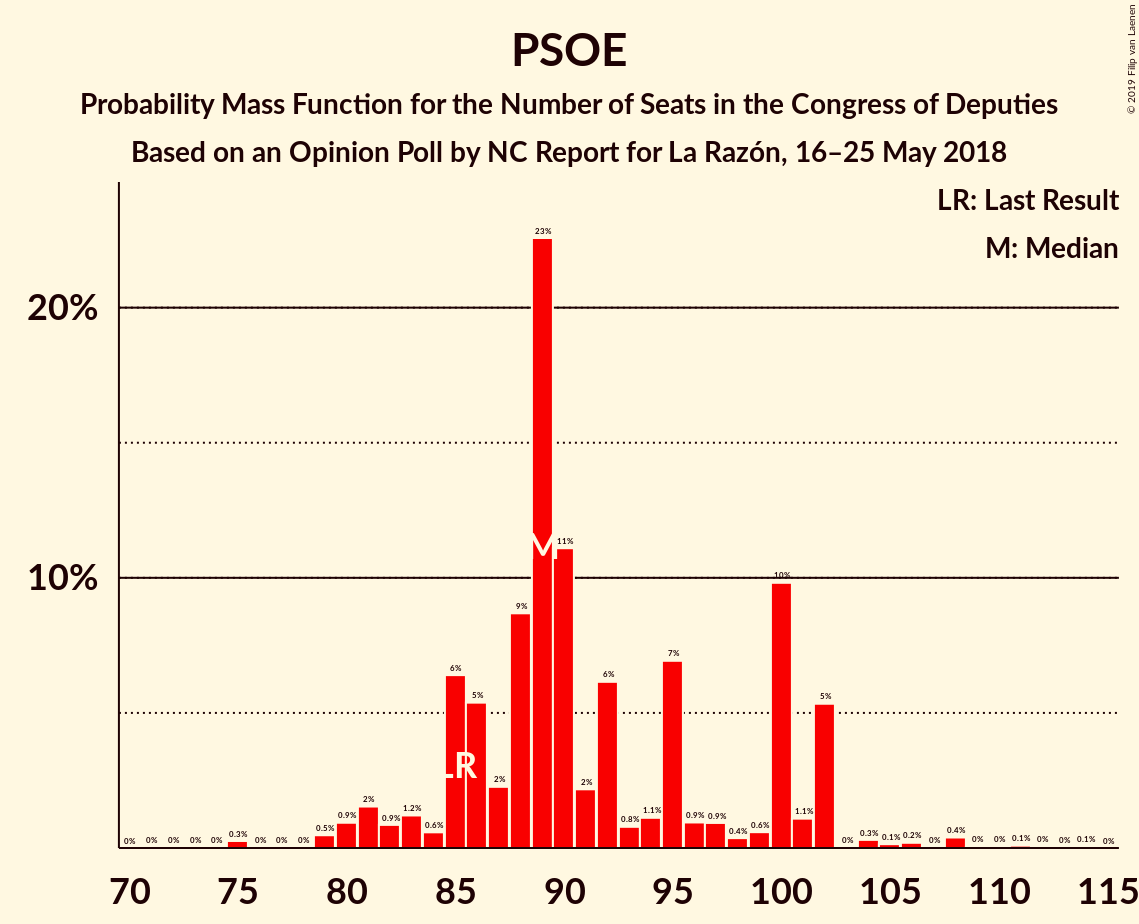 © 2019 Filip van Laenen
PSOE
Probability Mass Function for the Number of Seats in the Congress of Deputies
Based on an Opinion Poll by NC Report for La Razón, 16–25 May 2018
LR: Last Result
M: Median
20%
10%
0% 0% 0% 0% 0% 0.3% 0% 0% 0% 0.5% 0.9% 2% 0.9% 1.2% 0.6% 6% 5% 2% 9% 23% 11% 2% 6% 0.8% 1.1% 7% 0.9% 0.9% 0.4% 0.6% 10% 1.1% 5% 0% 0.3% 0.1% 0.2% 0% 0.4% 0% 0% 0.1% 0% 0% 0.1% 0%
M
LR
70 75 80 85 90 95 100 105 110 115